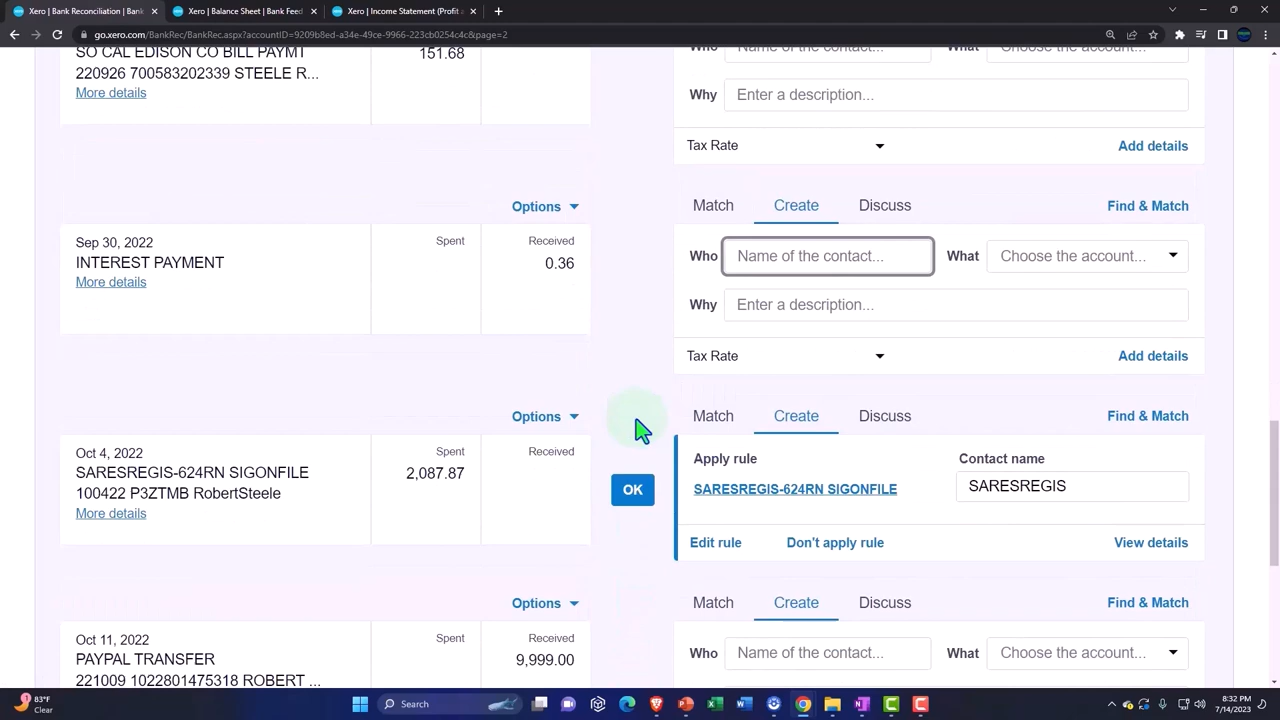 Xero | Bank Reconciliation | Bank
Xero | Balance Sheet | Feed Ban
Xero | Income Statement (Profit a
go.xero.com/BankRec/BankRec.aspx?accountID=9209b8ed-a34e-49ce-9966-223cb0254c4c&page=2
SO CAL EDISON CO BILL PAYMT
151.68
220926 700583202339 STEELE R...
More details
Who Name of the contact... What Choose the account...
Why Enter a description...
Tax Rate Add details
Options
Match Create Discuss Find & Match
Sep 30, 2022 Spent Received
INTEREST PAYMENT 0.36
More details
Who Name of the contact... What Choose the account...
Why Enter a description...
Tax Rate Add details
Options
Match Create Discuss Find & Match
Oct 4, 2022 Spent Received
SARESREGIS-624RN SIGONFILE 2,087.87
100422 P3ZTMB RobertSteele
More details
OK
Apply rule Contact name
SARESREGIS-624RN SIGONFILE SARESREGIS
Edit rule Don't apply rule View details
Options
Match Create Discuss Find & Match
Oct 11, 2022 Spent Received
PAYPAL TRANSFER 9,999.00
221009 1022801475318 ROBERT ...
Who Name of the contact... What Choose the account...
83°F
Clear
Search
8:32 PM
7/14/2023